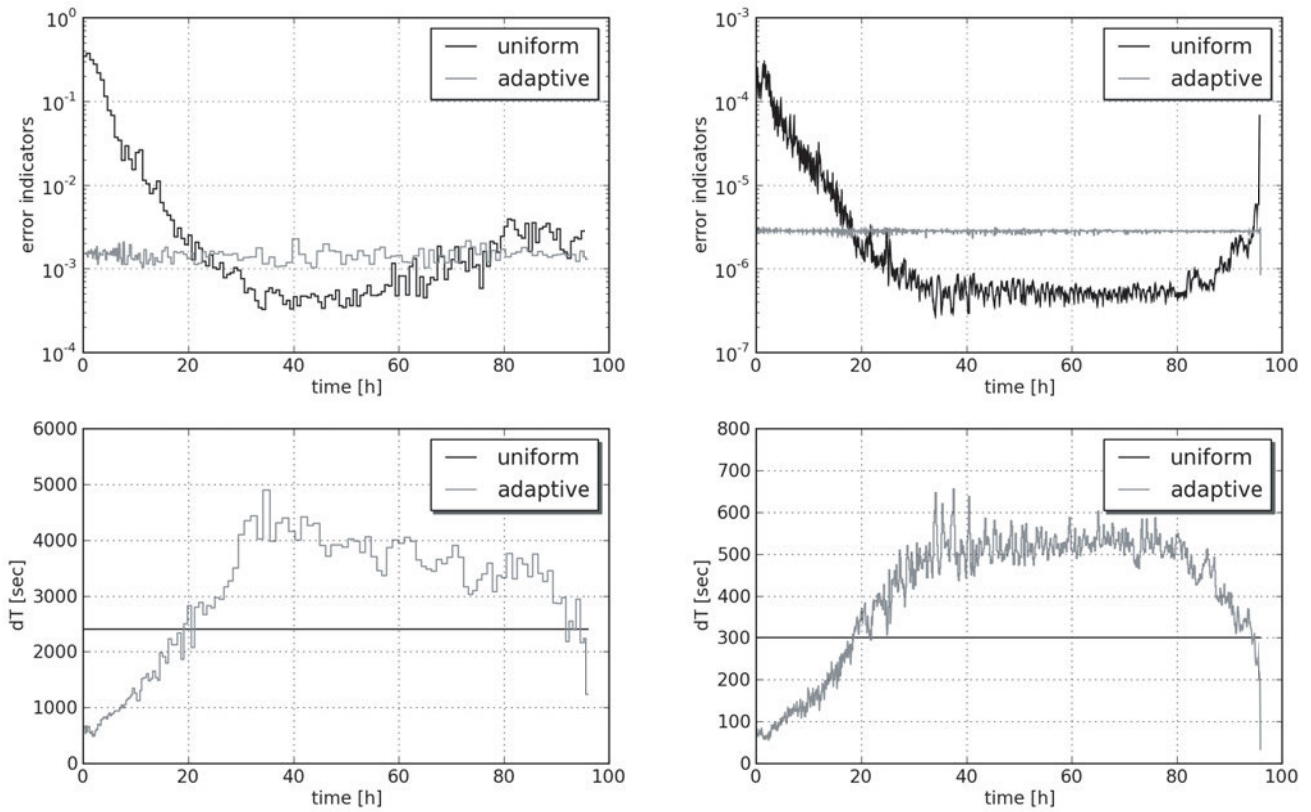 10^0
10^-1
10^-2
10^-3
10^-4
error indicators
uniform
adaptive
0 20 40 60 80 100
time [h]
10^-3
10^-4
10^-5
10^-6
10^-7
error indicators
uniform
adaptive
0 20 40 60 80 100
time [h]
6000
5000
4000
3000
2000
1000
0
dT [sec]
uniform
adaptive
0 20 40 60 80 100
time [h]
800
700
600
500
400
300
200
100
0
dT [sec]
uniform
adaptive
0 20 40 60 80 100
time [h]